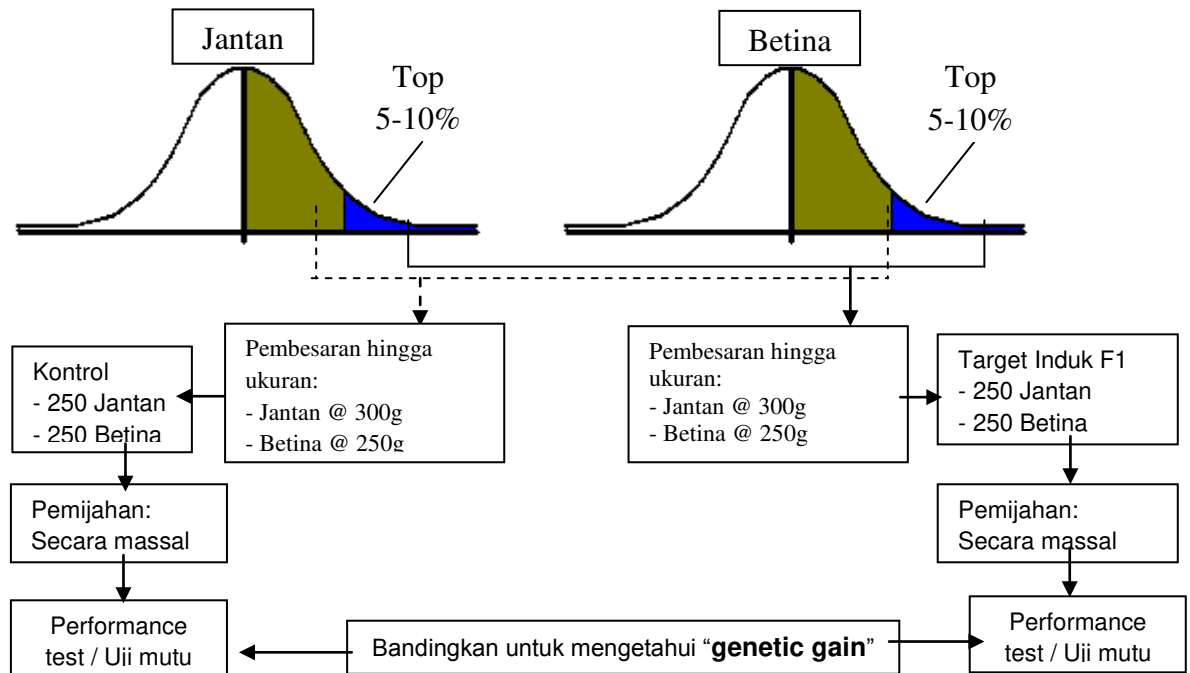 Jantan
Top
5-10%
Betina
Top
5-10%
Pembesaran hingga
ukuran:
- Jantan @ 300g
- Betina @ 250g
Kontrol
- 250 Jantan
- 250 Betina
Pembesaran hingga
ukuran:
- Jantan @ 300g
- Betina @ 250g
Target Induk F1
- 250 Jantan
- 250 Betina
Pemijahan:
Secara massal
Pemijahan:
Secara massal
Performance
test / Uji mutu
Bandingkan untuk mengetahui “genetic gain”
Performance
test / Uji mutu